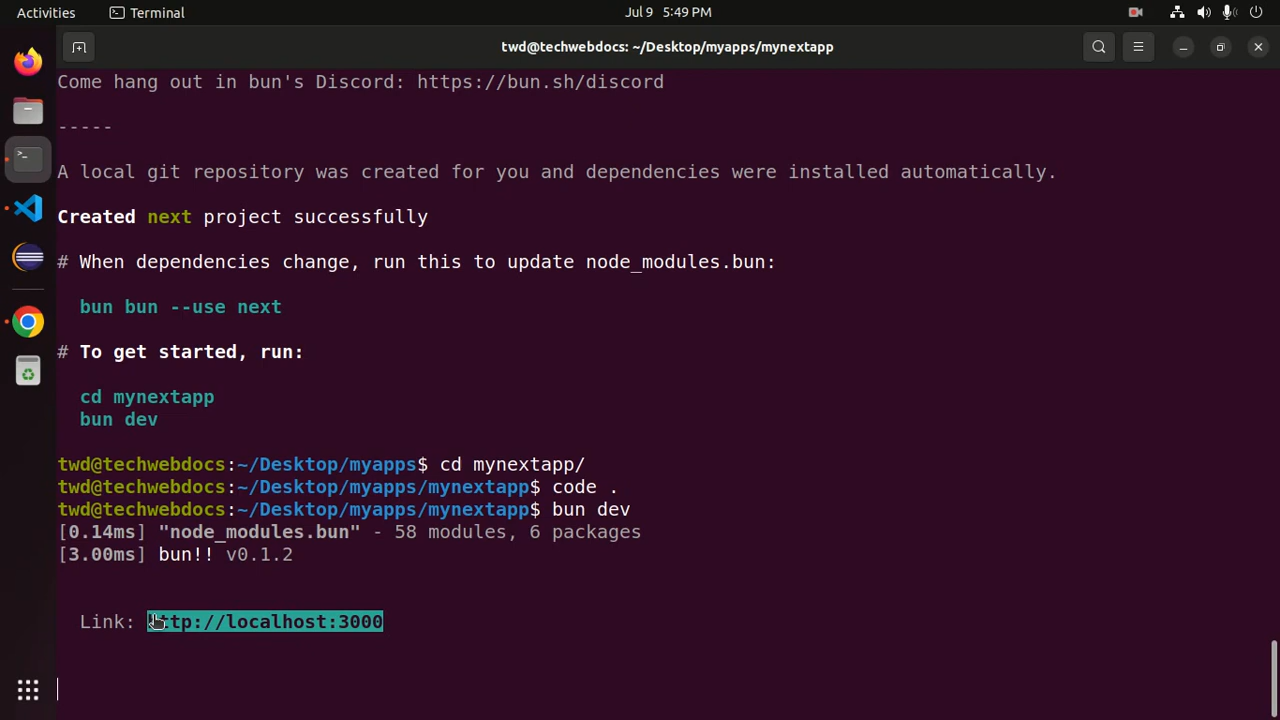 Activities
Terminal
Jul 9 5:49 PM
twd@techwebdocs: ~/Desktop/myapps/mynextapp
Come hang out in bun's Discord: https://bun.sh/discord
-----
A local git repository was created for you and dependencies were installed automatically.
Created next project successfully
# When dependencies change, run this to update node_modules.bun:
bun bun --use next
# To get started, run:
cd mynextapp
bun dev
twd@techwebdocs:~/Desktop/myapps$ cd mynextapp/
twd@techwebdocs:~/Desktop/myapps/mynextapp$ code .
twd@techwebdocs:~/Desktop/myapps/mynextapp$ bun dev
[0.14ms] "node_modules.bun" - 58 modules, 6 packages
[3.00ms] bun!! v0.1.2
Link: http://localhost:3000